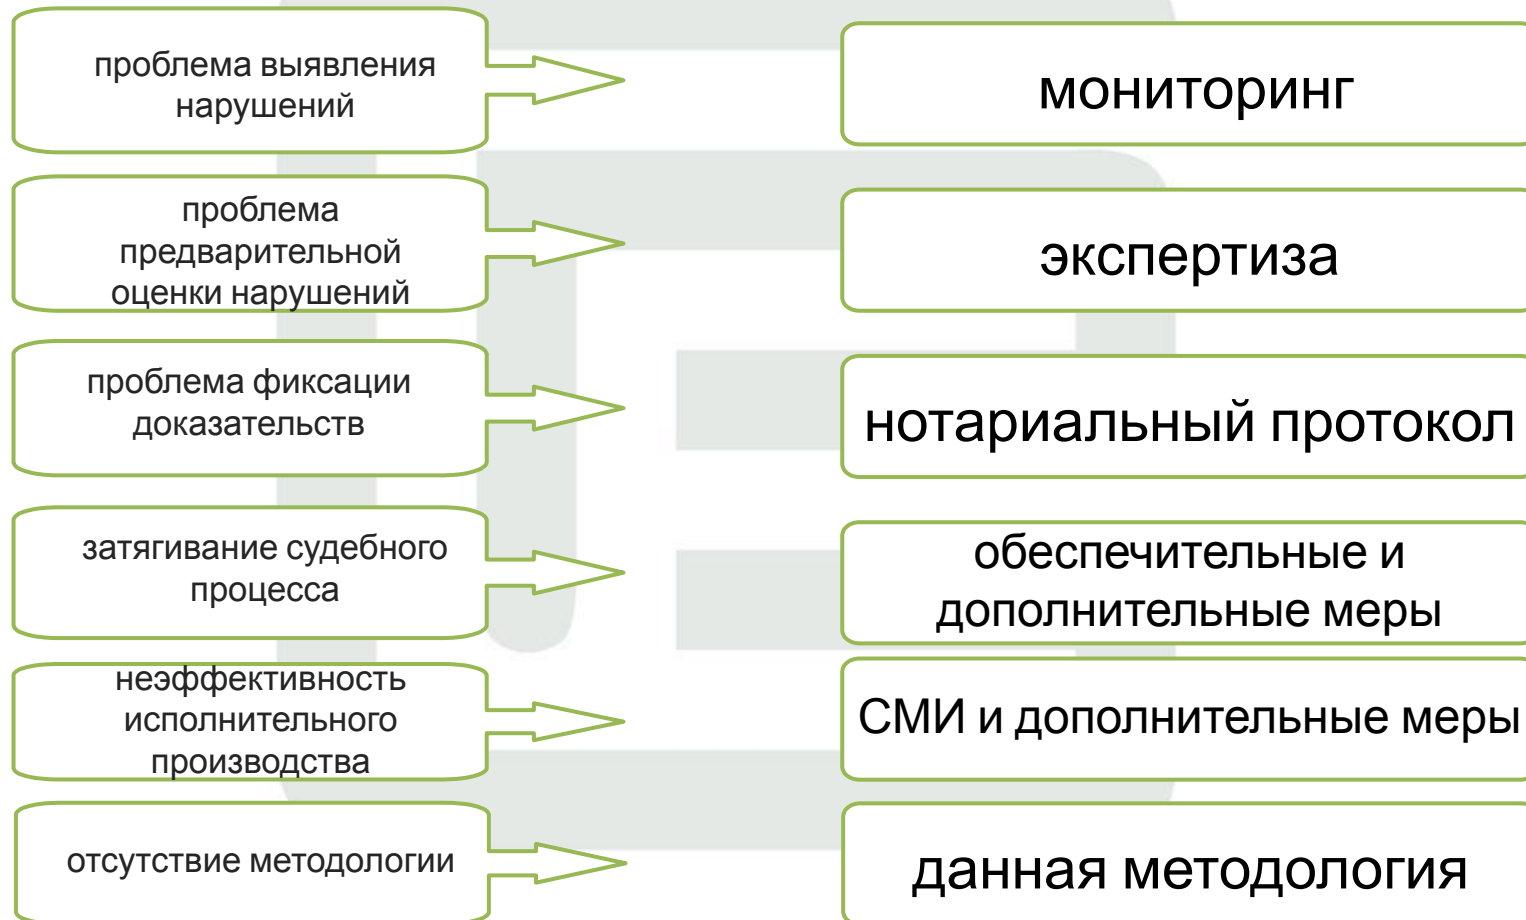 проблема выявления
нарушений
мониторинг
проблема
предварительной
оценки нарушений
экспертиза
проблема фиксации
доказательств
нотариальный протокол
затягивание судебного
процесса
обеспечительные и
дополнительные меры
неэффективность
исполнительного
производства
СМИ и дополнительные меры
отсутствие методологии
данная методология